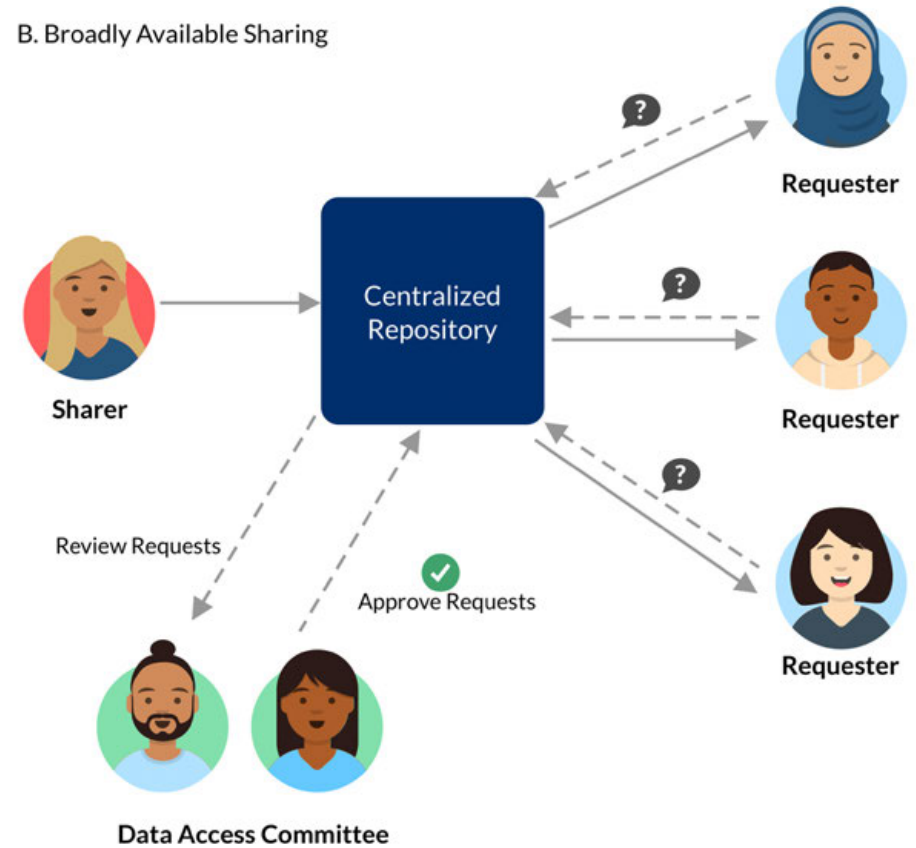 B. Broadly Available Sharing
?
Requester
Centralized
Repository
?
Sharer
Requester
?
Review Requests
Approve Requests
Requester
Data Access Committee